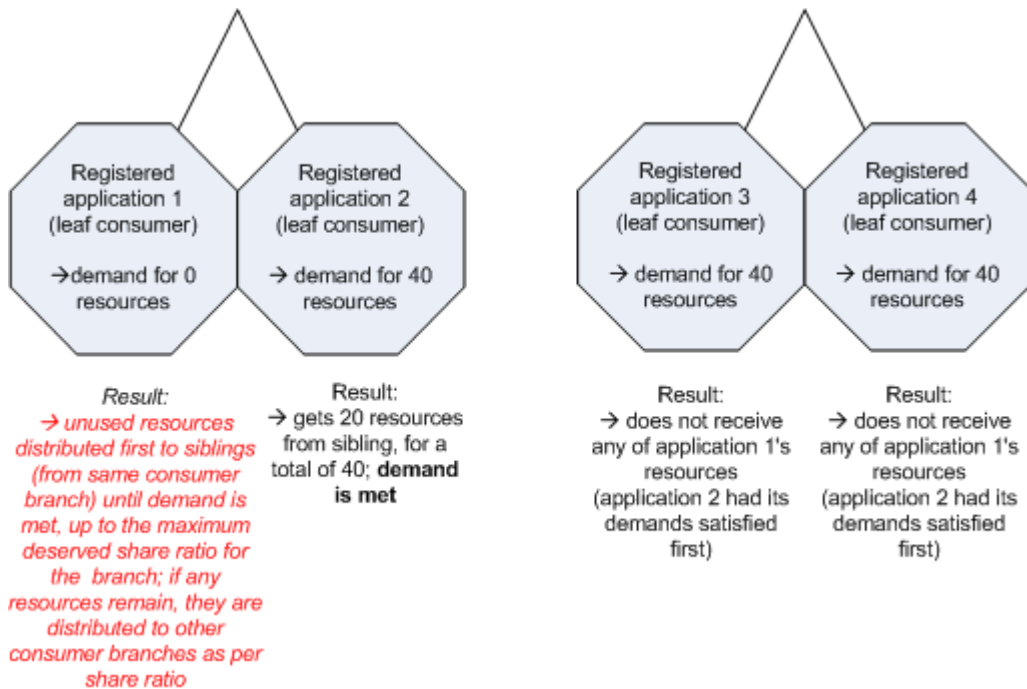 Registered
application 1
(leaf consumer)
→demand for 0
resources
Registered
application 2
(leaf consumer)
→ demand for 40
resources
Registered
application 3
(leaf consumer)
→ demand for 40
resources
Registered
application 4
(leaf consumer)
→ demand for 40
resources
Result:
→ unused resources
distributed first to siblings
(from same consumer
branch) until demand is
met, up to the maximum
deserved share ratio for
the branch; if any
resources remain, they are
distributed to other
consumer branches as per
share ratio
Result:
→ gets 20 resources
from sibling, for a
total of 40; demand
is met
Result:
→ does not receive
any of application 1's
resources
(application 2 had its
demands satisfied
first)
Result:
→ does not receive
any of application 1's
resources
(application 2 had its
demands satisfied
first)